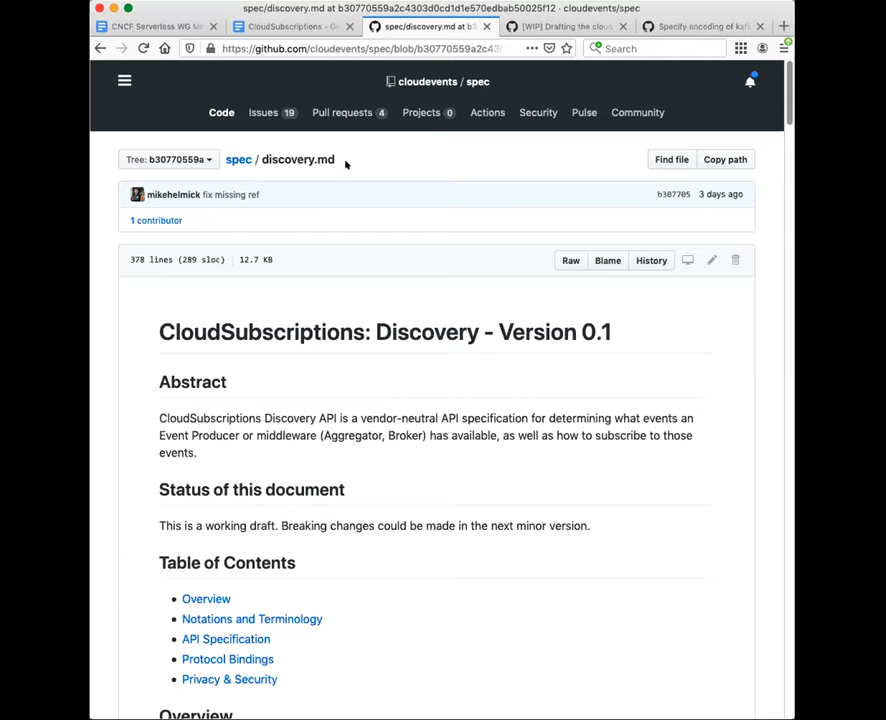 spec/discovery.md at b30770559a2c4303d0cd1d1e570edbab50025f12 - cloudevents/spec
CNCF Serverless WG M
CloudSubscriptions - G
spec/discovery.md at b3
[WIP] Drafting the clou
Specify encoding of kaf
https://github.com/cloudevents/spec/blob/b30770559a2c43
Search
cloudevents / spec
Code
Issues 19
Pull requests 4
Projects 0
Actions
Security
Pulse
Community
Tree: b30770559a
spec / discovery.md
Find file
Copy path
mikehelmick fix missing ref
b307705
3 days ago
1 contributor
378 lines (289 sloc)
12.7 KB
Raw
Blame
History
CloudSubscriptions: Discovery - Version 0.1
Abstract
CloudSubscriptions Discovery API is a vendor-neutral API specification for determining what events an
Event Producer or middleware (Aggregator, Broker) has available, as well as how to subscribe to those
events.
Status of this document
This is a working draft. Breaking changes could be made in the next minor version.
Table of Contents
• Overview
• Notations and Terminology
• API Specification
• Protocol Bindings
• Privacy & Security
Overview